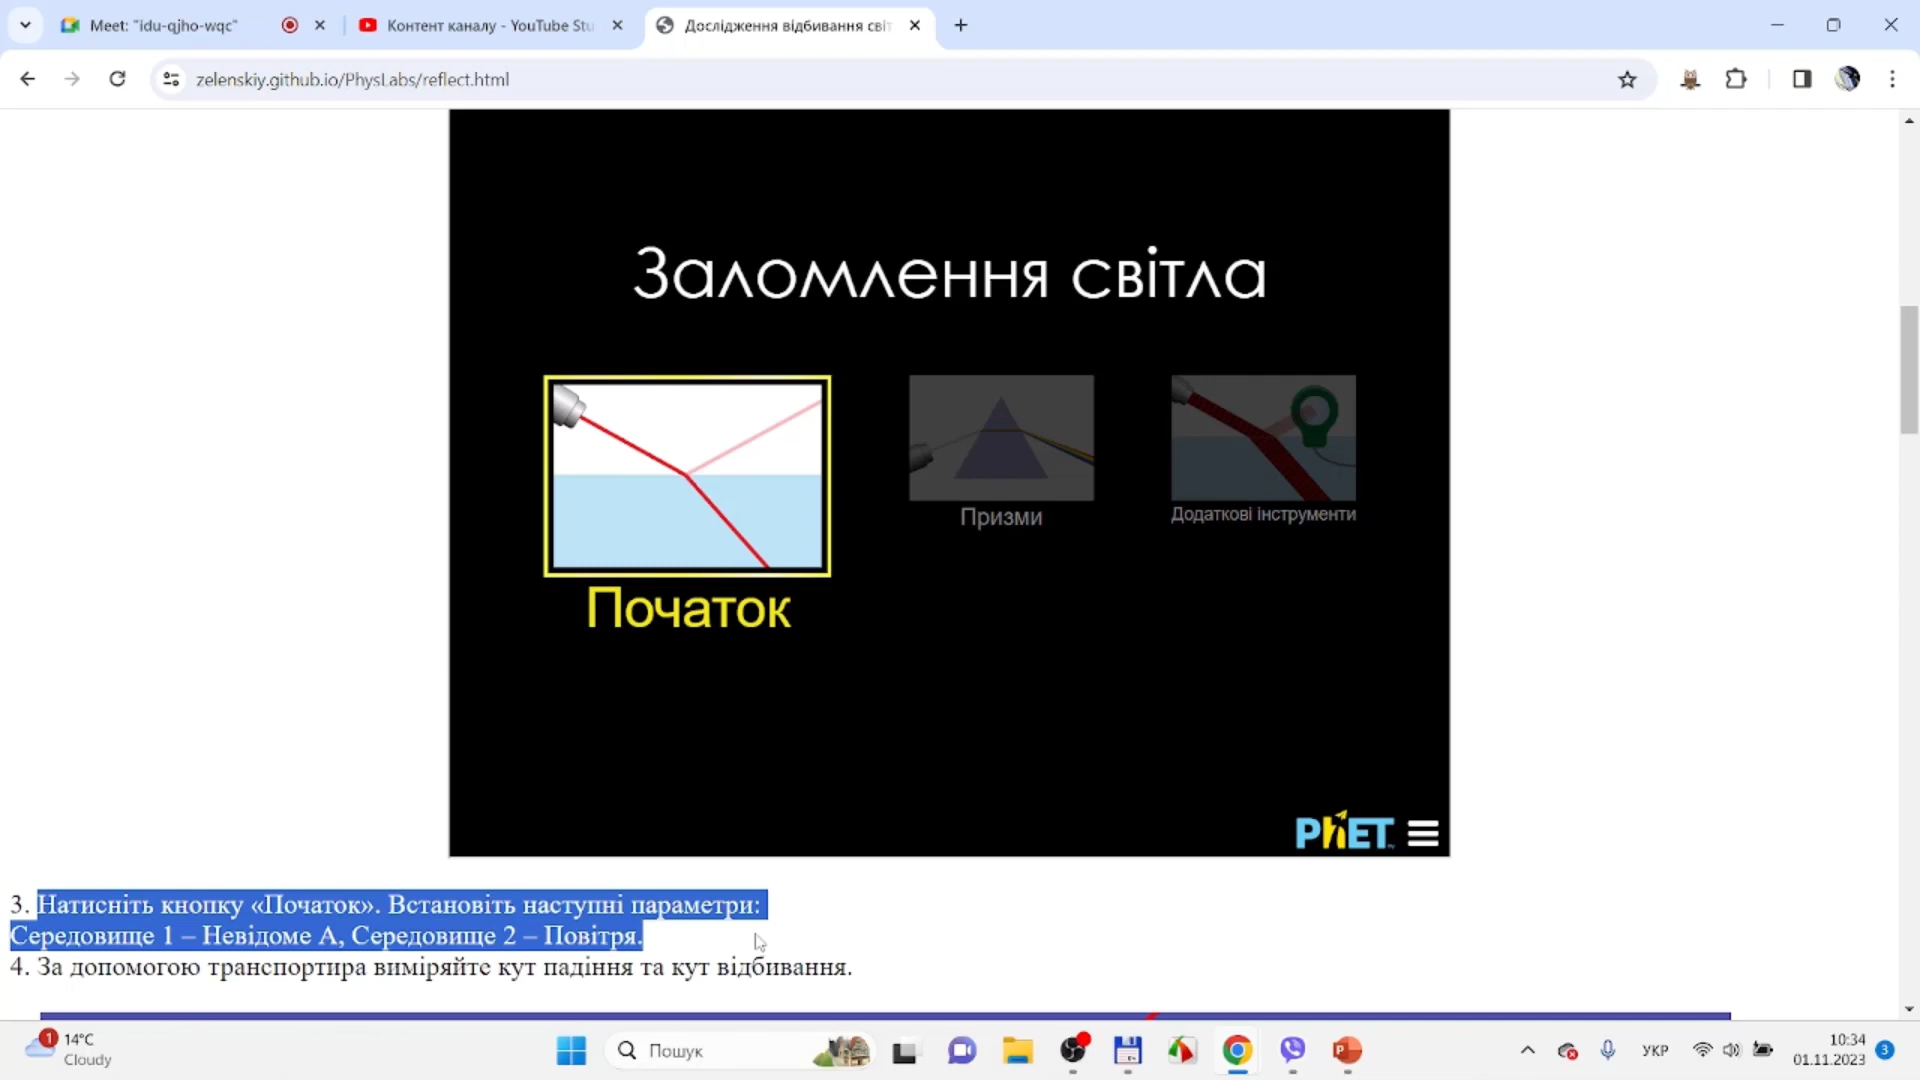 Meet: "idu-qjho-wqc"
Контент каналу - YouTube Stu
Дослідження відбивання світ
zelenskiy.github.io/PhysLabs/reflect.html
Заломлення світла
Початок
Призми
Додаткові інструменти
PhET
3. Натисніть кнопку «Початок». Встановіть наступні параметри:
Середовище 1 – Невідоме А, Середовище 2 – Повітря.
4. За допомогою транспортира виміряйте кут падіння та кут відбивання.
1
14°C
Cloudy
Пошук
УКР
10:34
01.11.2023
3